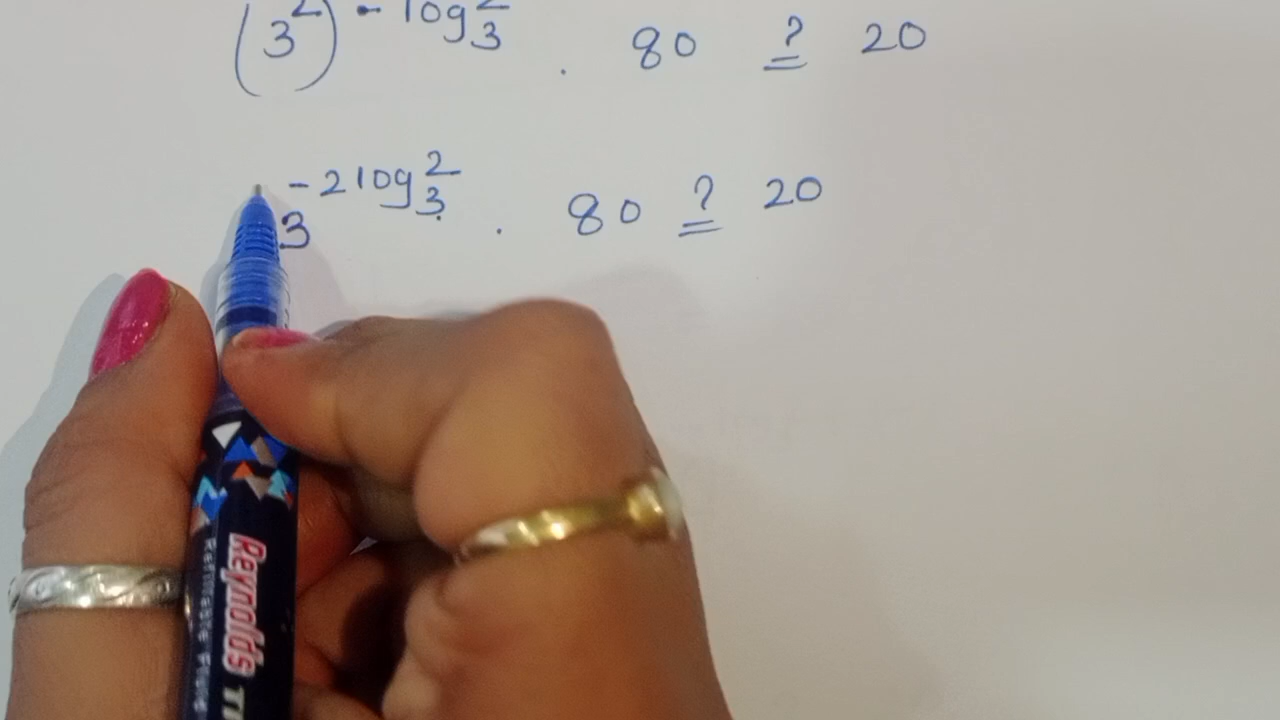 (3²) - log₃2 . 80 ≟ 20
3^-2log₃2 . 80 ≟ 20
Reynolds